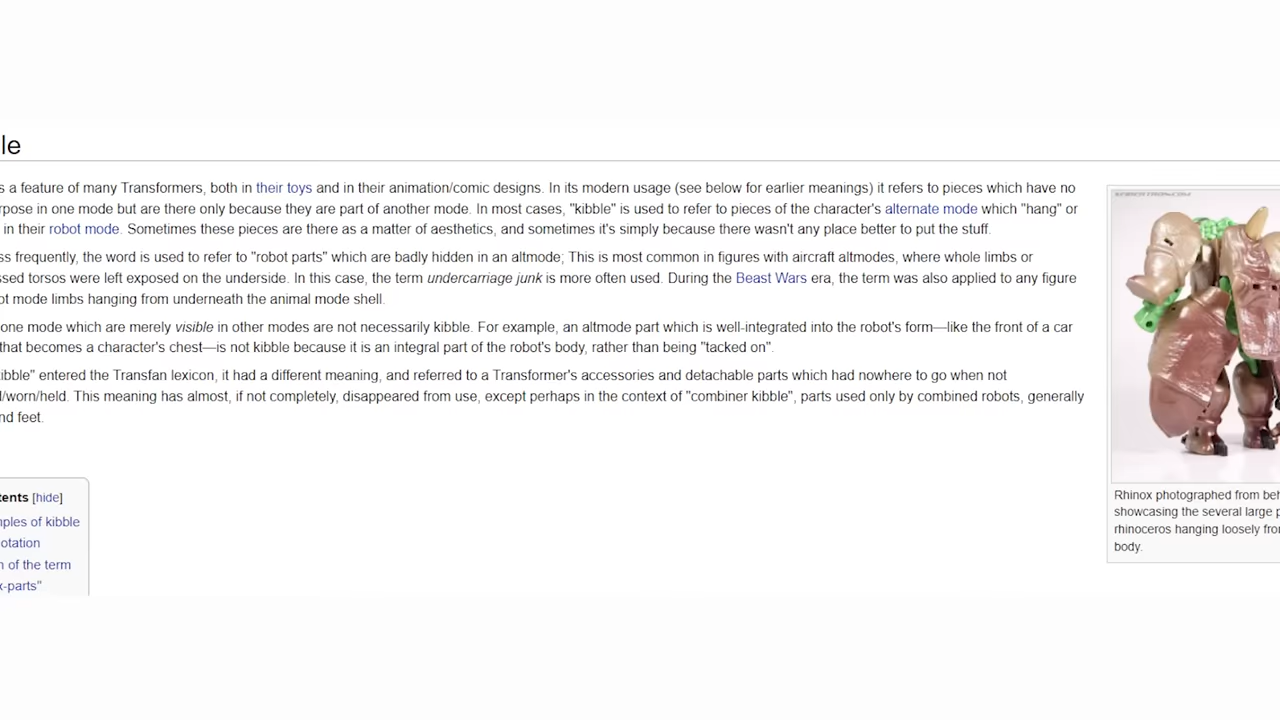 le
s a feature of many Transformers, both in their toys and in their animation/comic designs. In its modern usage (see below for earlier meanings) it refers to pieces which have no
rpose in one mode but are there only because they are part of another mode. In most cases, "kibble" is used to refer to pieces of the character's alternate mode which "hang" or
in their robot mode. Sometimes these pieces are there as a matter of aesthetics, and sometimes it's simply because there wasn't any place better to put the stuff.
ss frequently, the word is used to refer to "robot parts" which are badly hidden in an altmode; This is most common in figures with aircraft altmodes, where whole limbs or
ssed torsos were left exposed on the underside. In this case, the term undercarriage junk is more often used. During the Beast Wars era, the term was also applied to any figure
ot mode limbs hanging from underneath the animal mode shell.
one mode which are merely visible in other modes are not necessarily kibble. For example, an altmode part which is well-integrated into the robot's form—like the front of a car
that becomes a character's chest—is not kibble because it is an integral part of the robot's body, rather than being "tacked on".
ibble" entered the Transfan lexicon, it had a different meaning, and referred to a Transformer's accessories and detachable parts which had nowhere to go when not
l/worn/held. This meaning has almost, if not completely, disappeared from use, except perhaps in the context of "combiner kibble", parts used only by combined robots, generally
nd feet.
tents [hide]
mples of kibble
otation
n of the term
x-parts"
Rhinox photographed from beh
showcasing the several large p
rhinoceros hanging loosely fro
body.